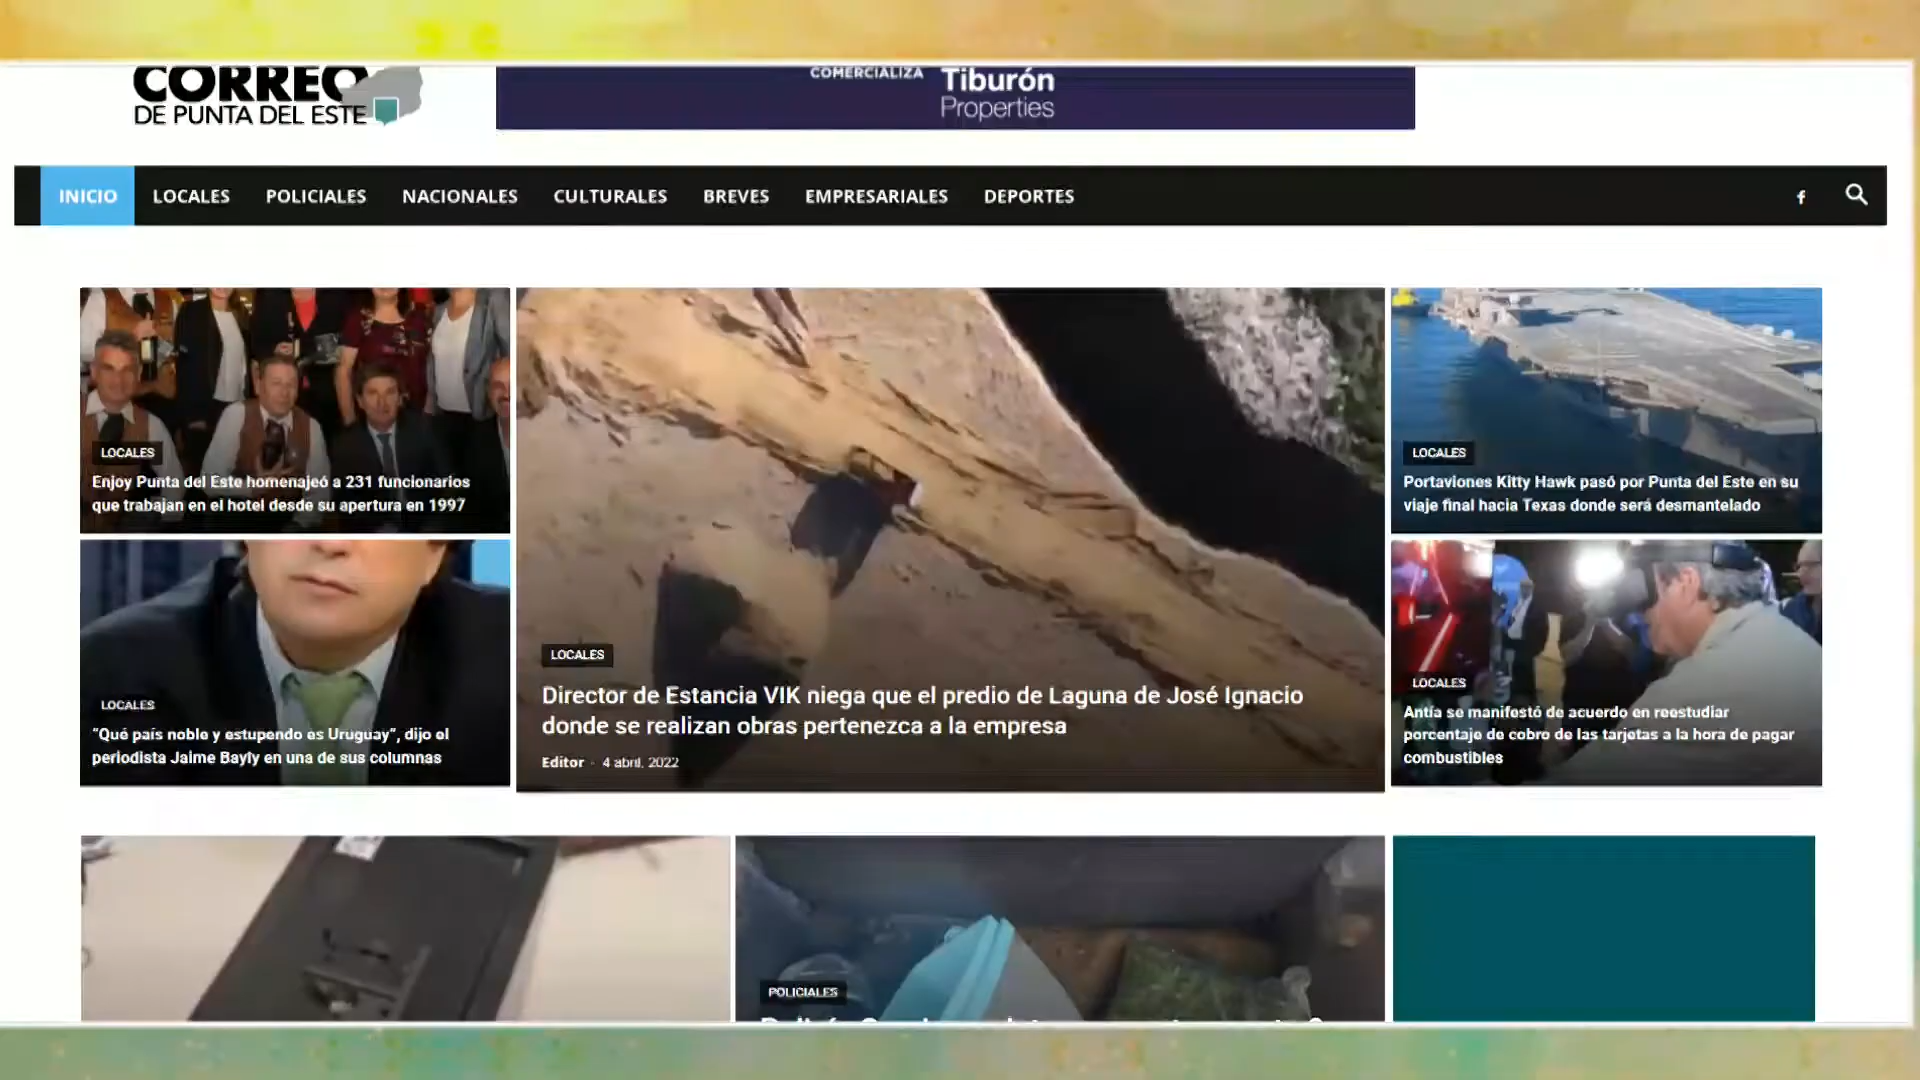 CORREO
DE PUNTA DEL ESTE
COMERCIALIZA
Tiburón
Properties
INICIO
LOCALES
POLICIALES
NACIONALES
CULTURALES
BREVES
EMPRESARIALES
DEPORTES
f
LOCALES
Enjoy Punta del Este homenajeó a 231 funcionarios
que trabajan en el hotel desde su apertura en 1997
LOCALES
"Qué país noble y estupendo es Uruguay", dijo el
periodista Jaime Bayly en una de sus columnas
LOCALES
Director de Estancia VIK niega que el predio de Laguna de José Ignacio
donde se realizan obras pertenezca a la empresa
Editor - 4 abril, 2022
LOCALES
Portaviones Kitty Hawk pasó por Punta del Este en su
viaje final hacia Texas donde será desmantelado
LOCALES
Antía se manifestó de acuerdo en reestudiar
porcentaje de cobro de las tarjetas a la hora de pagar
combustibles
POLICIALES